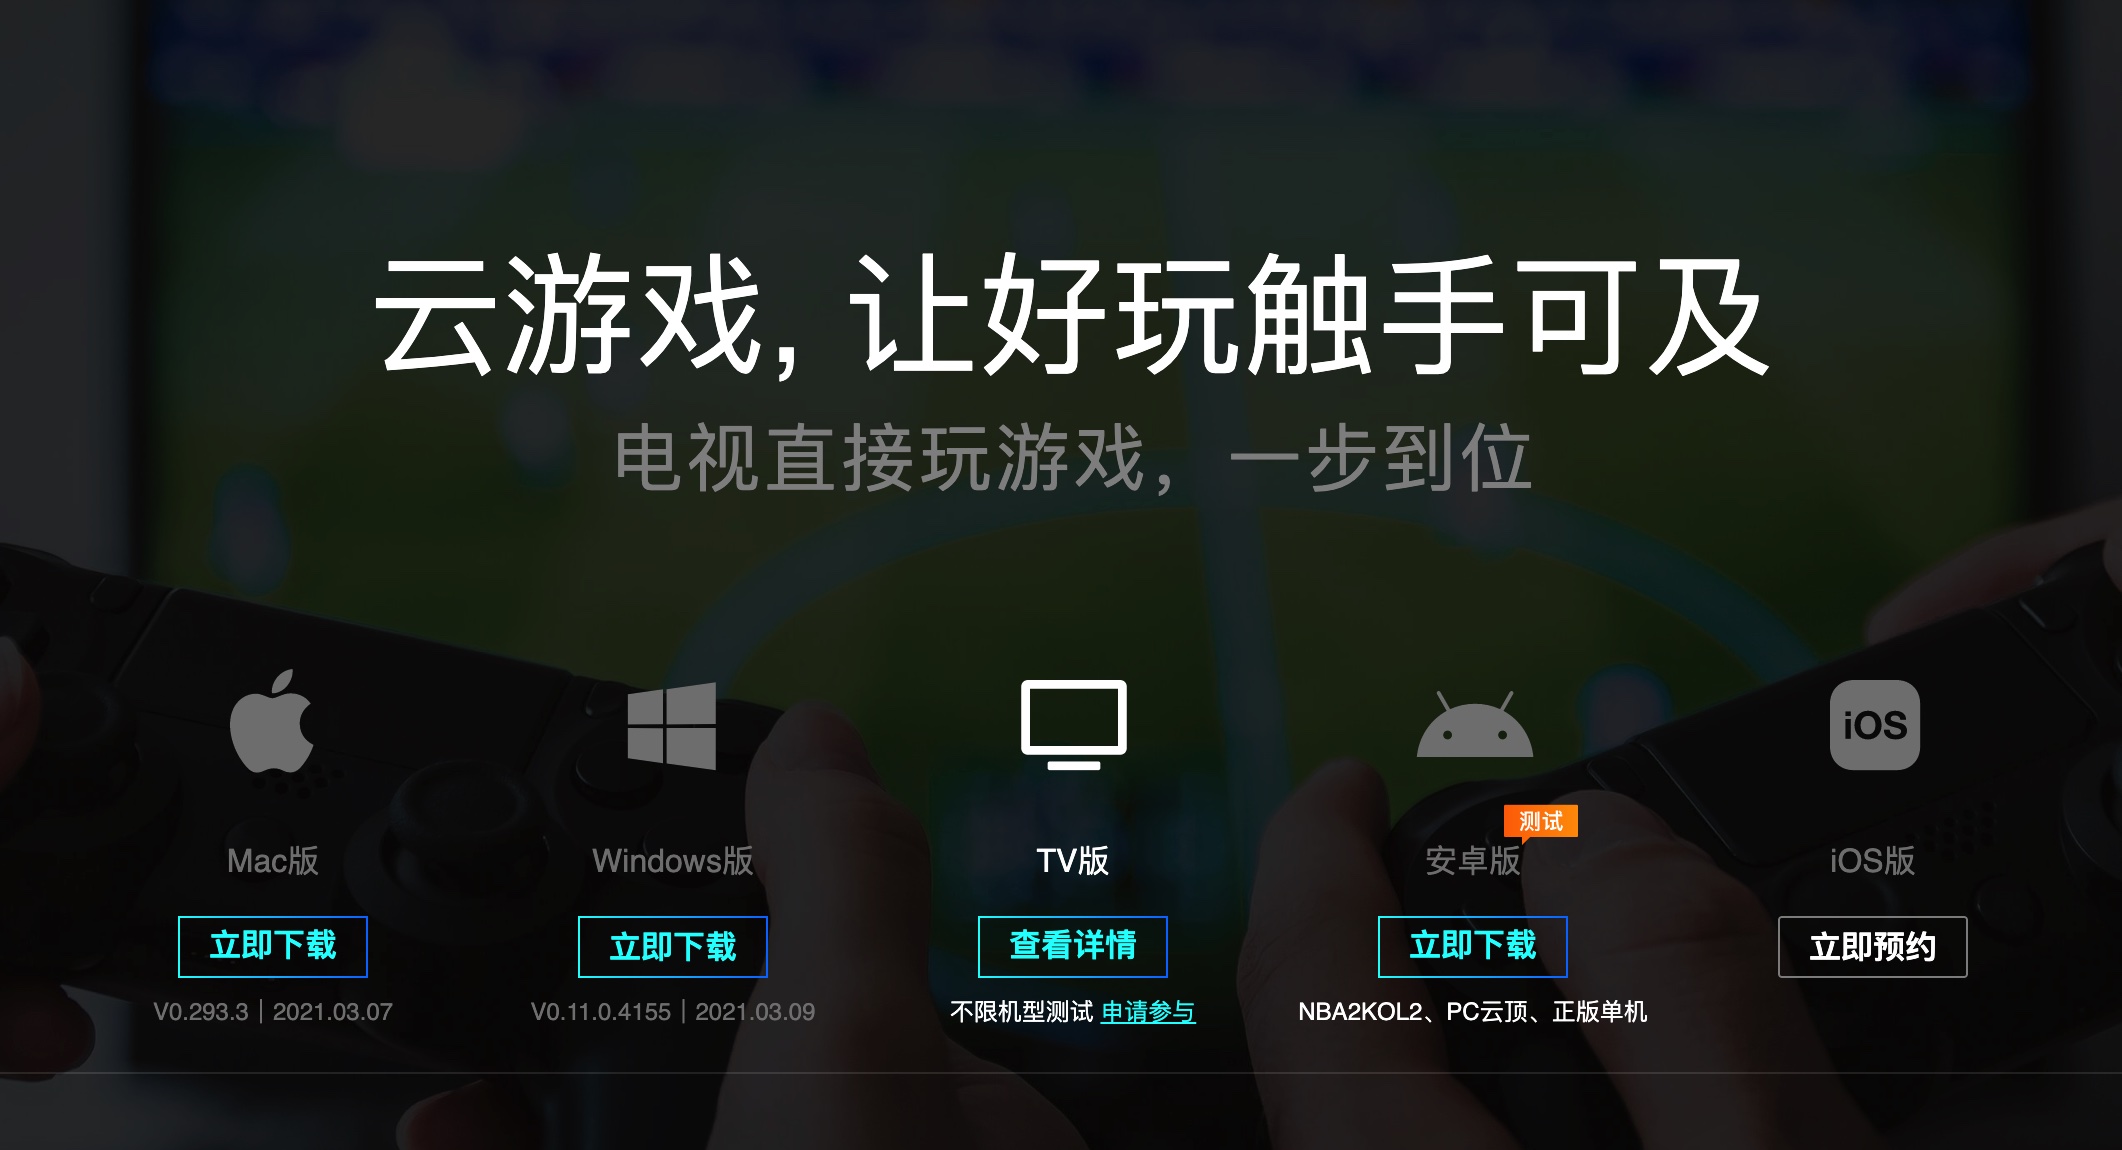 云游戏, 让好玩触手可及
电视直接玩游戏，一步到位
iOS
测试
Mac版 Windows版 TV版 安卓版 iOS版
立即下载 立即下载 查看详情 立即下载 立即预约
V0.293.3｜2021.03.07 V0.11.0.4155｜2021.03.09 不限机型测试 申请参与 NBA2KOL2、PC云顶、正版单机